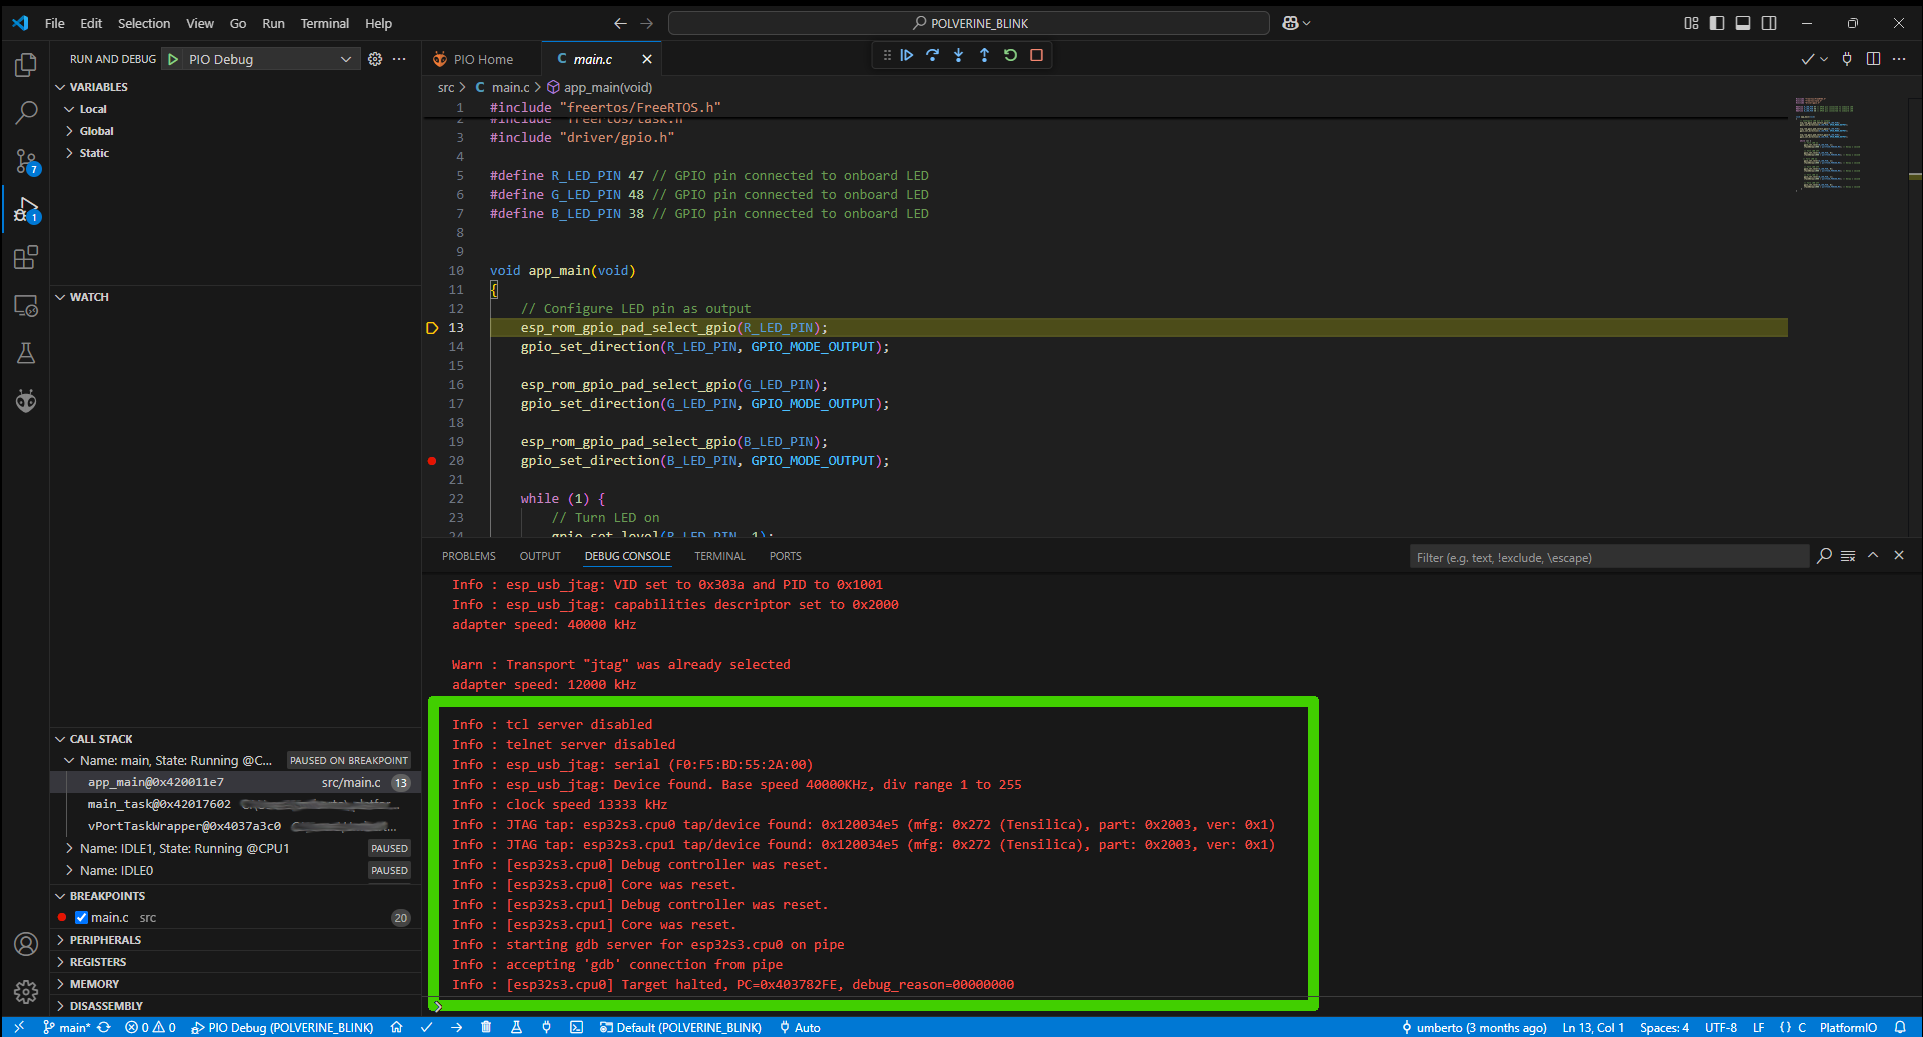 File Edit Selection View Go Run Terminal Help
POLVERINE_BLINK
RUN AND DEBUG PIO Debug
VARIABLES
Local
Global
Static
WATCH
CALL STACK
Name: main, State: Running @C... PAUSED ON BREAKPOINT
app_main@0x420011e7 src/main.c 13
main_task@0x42017602
vPortTaskWrapper@0x4037a3c0
Name: IDLE1, State: Running @CPU1 PAUSED
Name: IDLE0 PAUSED
BREAKPOINTS
main.c src 20
PERIPHERALS
REGISTERS
MEMORY
DISASSEMBLY
7
1
PIO Home
C main.c
src > C main.c > app_main(void)
1 #include "freertos/FreeRTOS.h"
2 #include "freertos/task.h"
3 #include "driver/gpio.h"
4
5 #define R_LED_PIN 47 // GPIO pin connected to onboard LED
6 #define G_LED_PIN 48 // GPIO pin connected to onboard LED
7 #define B_LED_PIN 38 // GPIO pin connected to onboard LED
8
9
10 void app_main(void)
11 {
12 // Configure LED pin as output
13 esp_rom_gpio_pad_select_gpio(R_LED_PIN);
14 gpio_set_direction(R_LED_PIN, GPIO_MODE_OUTPUT);
15
16 esp_rom_gpio_pad_select_gpio(G_LED_PIN);
17 gpio_set_direction(G_LED_PIN, GPIO_MODE_OUTPUT);
18
19 esp_rom_gpio_pad_select_gpio(B_LED_PIN);
20 gpio_set_direction(B_LED_PIN, GPIO_MODE_OUTPUT);
21
22 while (1) {
23 // Turn LED on
24 gpio_set_level(R_LED_PIN, 1);
PROBLEMS OUTPUT DEBUG CONSOLE TERMINAL PORTS
Filter (e.g. text, !exclude, \escape)
Info : esp_usb_jtag: VID set to 0x303a and PID to 0x1001
Info : esp_usb_jtag: capabilities descriptor set to 0x2000
adapter speed: 40000 kHz
Warn : Transport "jtag" was already selected
adapter speed: 12000 kHz
Info : tcl server disabled
Info : telnet server disabled
Info : esp_usb_jtag: serial (F0:F5:BD:55:2A:00)
Info : esp_usb_jtag: Device found. Base speed 40000KHz, div range 1 to 255
Info : clock speed 13333 kHz
Info : JTAG tap: esp32s3.cpu0 tap/device found: 0x120034e5 (mfg: 0x272 (Tensilica), part: 0x2003, ver: 0x1)
Info : JTAG tap: esp32s3.cpu1 tap/device found: 0x120034e5 (mfg: 0x272 (Tensilica), part: 0x2003, ver: 0x1)
Info : [esp32s3.cpu0] Debug controller was reset.
Info : [esp32s3.cpu0] Core was reset.
Info : [esp32s3.cpu1] Debug controller was reset.
Info : [esp32s3.cpu1] Core was reset.
Info : starting gdb server for esp32s3.cpu0 on pipe
Info : accepting 'gdb' connection from pipe
Info : [esp32s3.cpu0] Target halted, PC=0x403782FE, debug_reason=00000000
main* 0 0 PIO Debug (POLVERINE_BLINK) Default (POLVERINE_BLINK) Auto umberto (3 months ago) Ln 13, Col 1 Spaces: 4 UTF-8 LF {} C PlatformIO